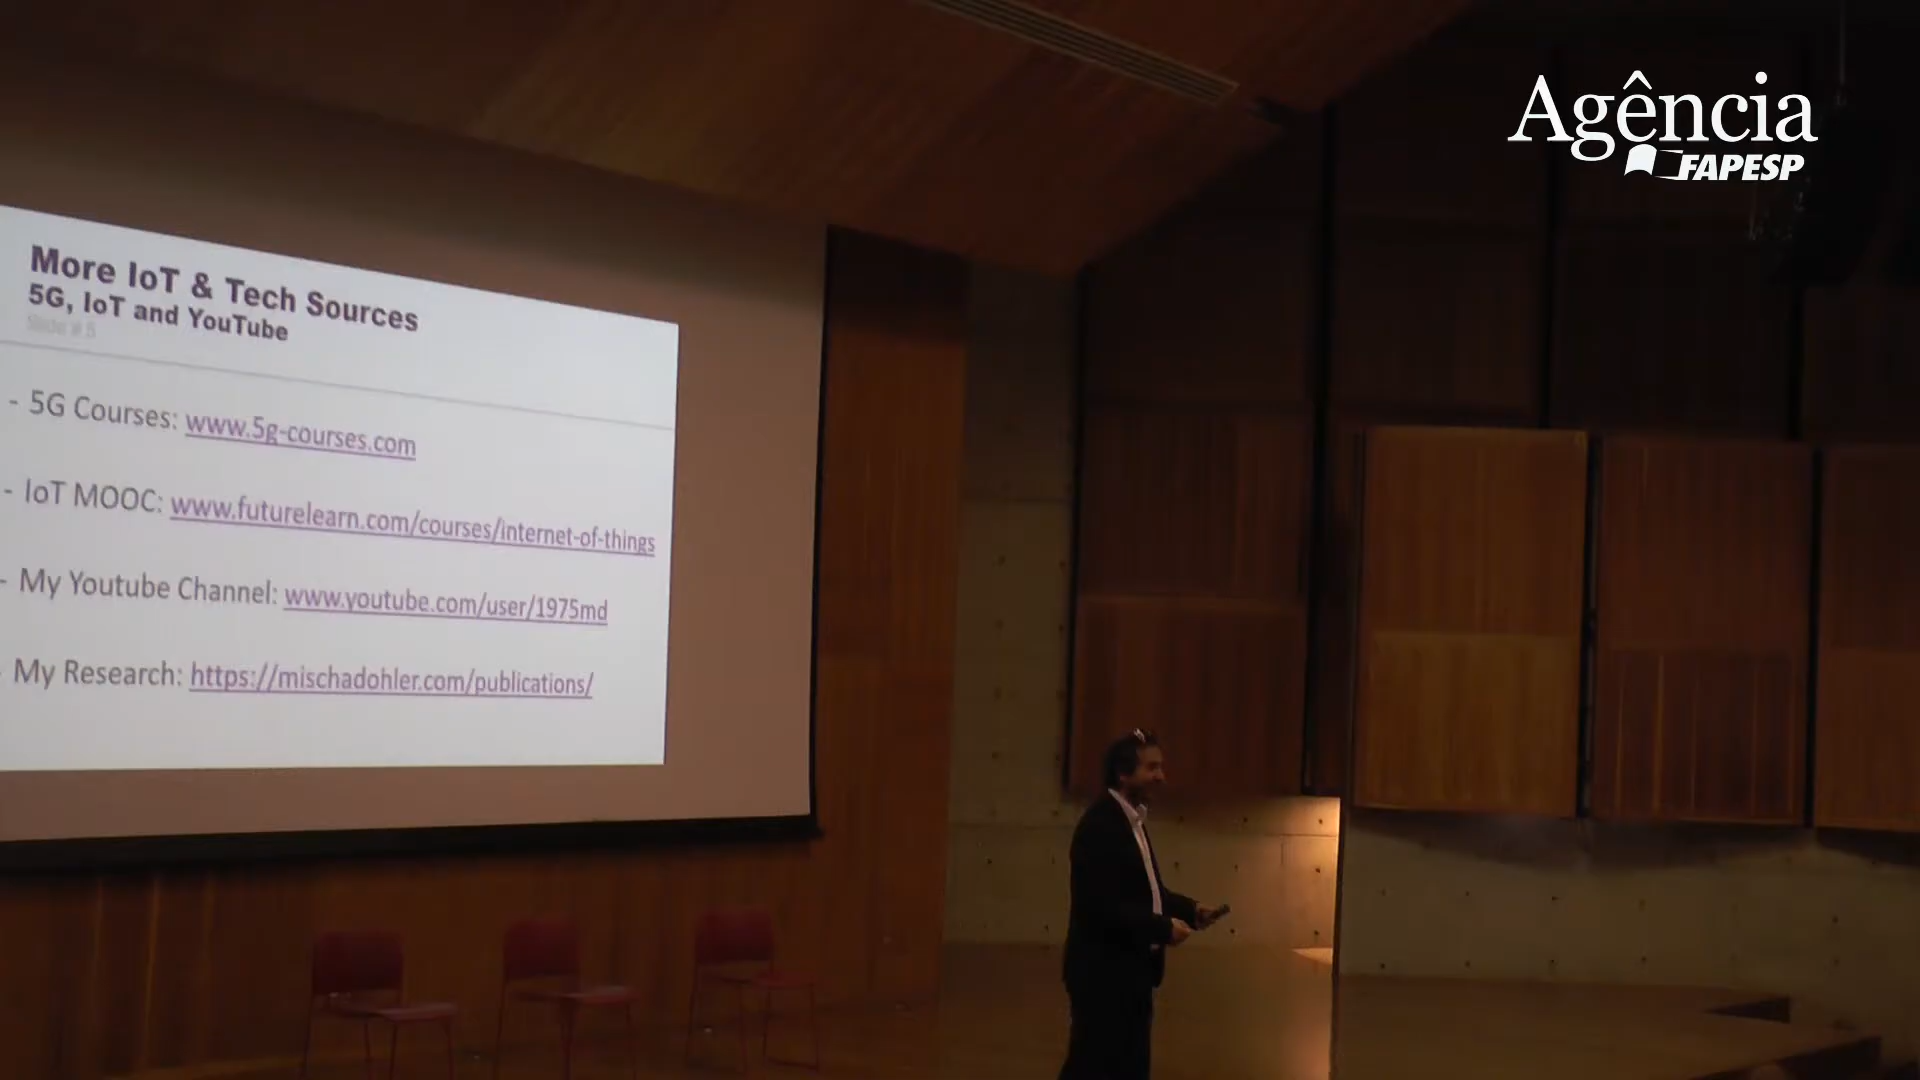 Agência
FAPESP
More IoT & Tech Sources
5G, IoT and YouTube
Slide # 5
- 5G Courses: www.5g-courses.com
- IoT MOOC: www.futurelearn.com/courses/internet-of-things
- My Youtube Channel: www.youtube.com/user/1975md
- My Research: https://mischadohler.com/publications/